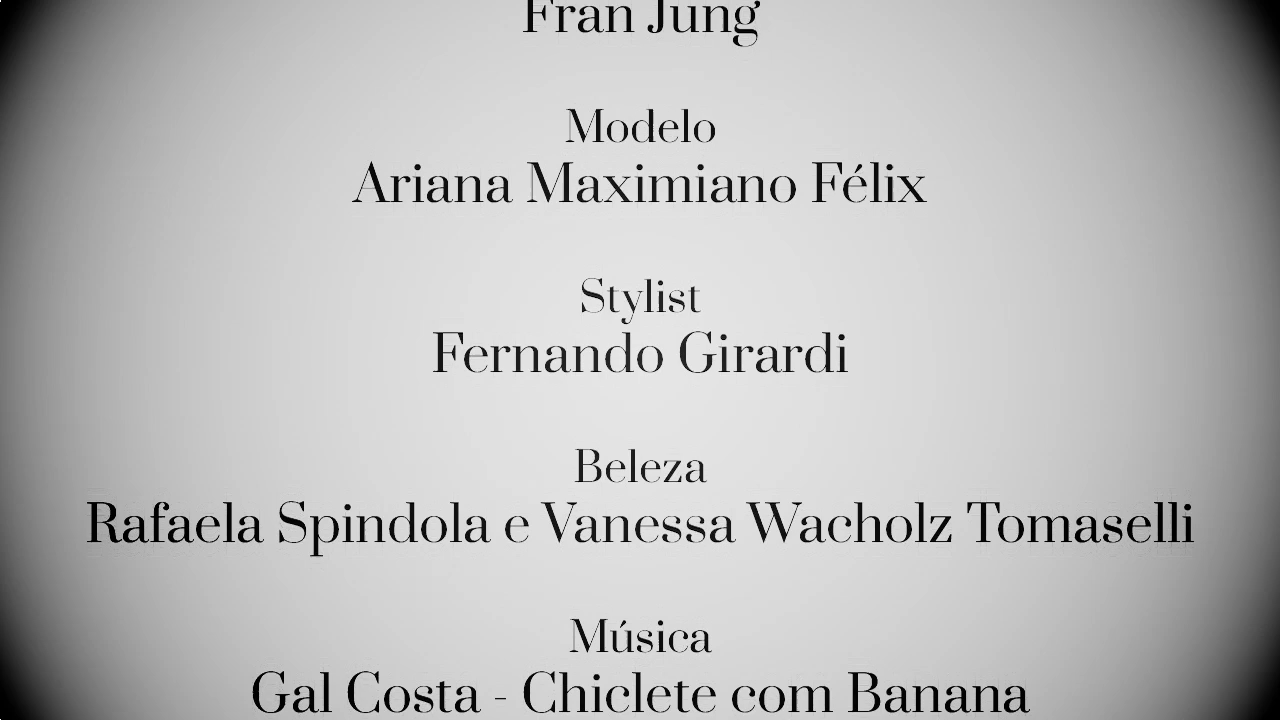 Fran Jung
Modelo
Ariana Maximiano Félix
Stylist
Fernando Girardi
Beleza
Rafaela Spindola e Vanessa Wacholz Tomaselli
Música
Gal Costa - Chiclete com Banana